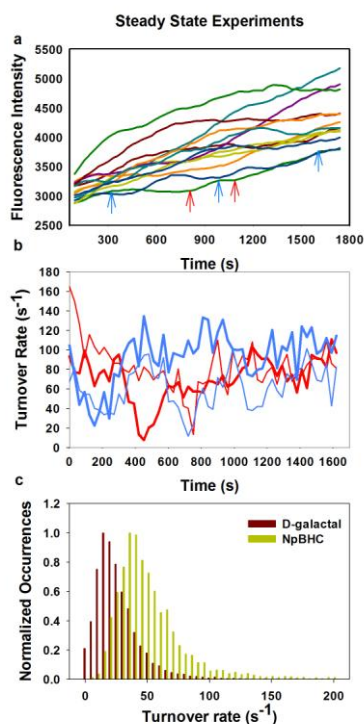 Steady State Experiments
a
Fluorescence Intensity
5500
5000
4500
4000
3500
3000
2500
300 600 900 1200 1500 1800
Time (s)
b
Turnover Rate (s⁻¹)
180
160
140
120
100
80
60
40
20
0
0 200 400 600 800 1000 1200 1400 1600
Time (s)
c
Normalized Occurrences
1.2
1.0
0.8
0.6
0.4
0.2
0.0
D-galactal
NpBHC
0 50 100 150 200
Turnover rate (s⁻¹)